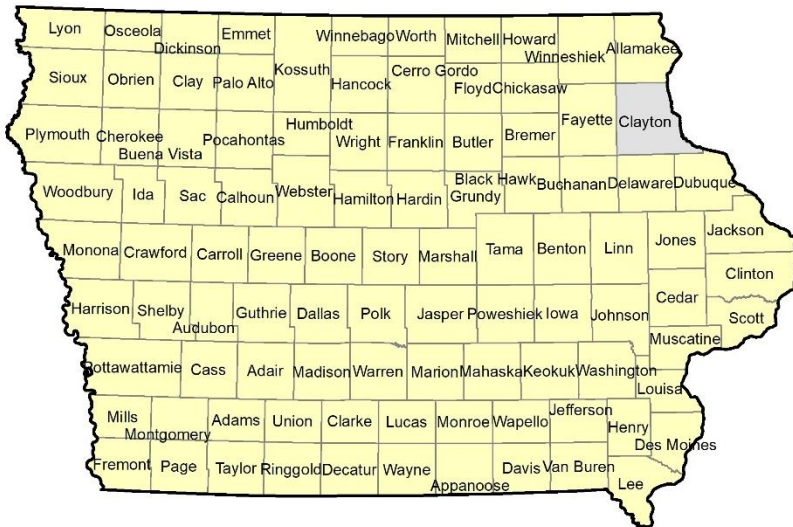 Lyon Osceola Dickinson Emmet Winnebago Worth Mitchell Howard Winneshiek Allamakee
Sioux Obrien Clay Palo Alto Kossuth Hancock Cerro Gordo Floyd Chickasaw
Plymouth Cherokee Buena Vista Pocahontas Humboldt Wright Franklin Butler Bremer Fayette Clayton
Woodbury Ida Sac Calhoun Webster Hamilton Hardin Black Hawk Grundy Buchanan Delaware Dubuque
Monona Crawford Carroll Greene Boone Story Marshall Tama Benton Linn Jones Jackson
Clinton
Harrison Shelby Audubon Guthrie Dallas Polk Jasper Poweshiek Iowa Johnson Cedar Scott
Muscatine
Pottawattamie Cass Adair Madison Warren Marion Mahaska Keokuk Washington Louisa
Mills Montgomery Adams Union Clarke Lucas Monroe Wapello Jefferson Henry Des Moines
Fremont Page Taylor Ringgold Decatur Wayne Appanoose Davis Van Buren Lee